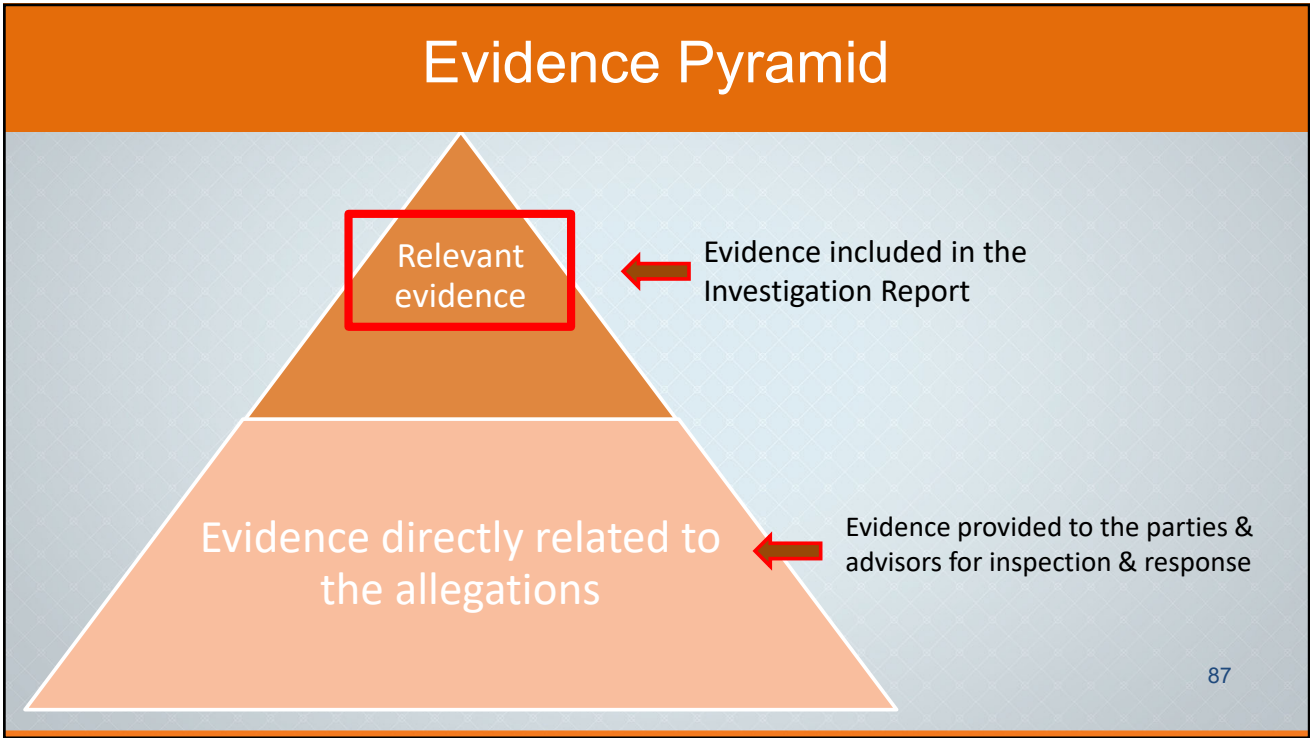 Evidence Pyramid
Relevant
evidence
Evidence included in the
Investigation Report
Evidence directly related to
the allegations
Evidence provided to the parties &
advisors for inspection & response
87